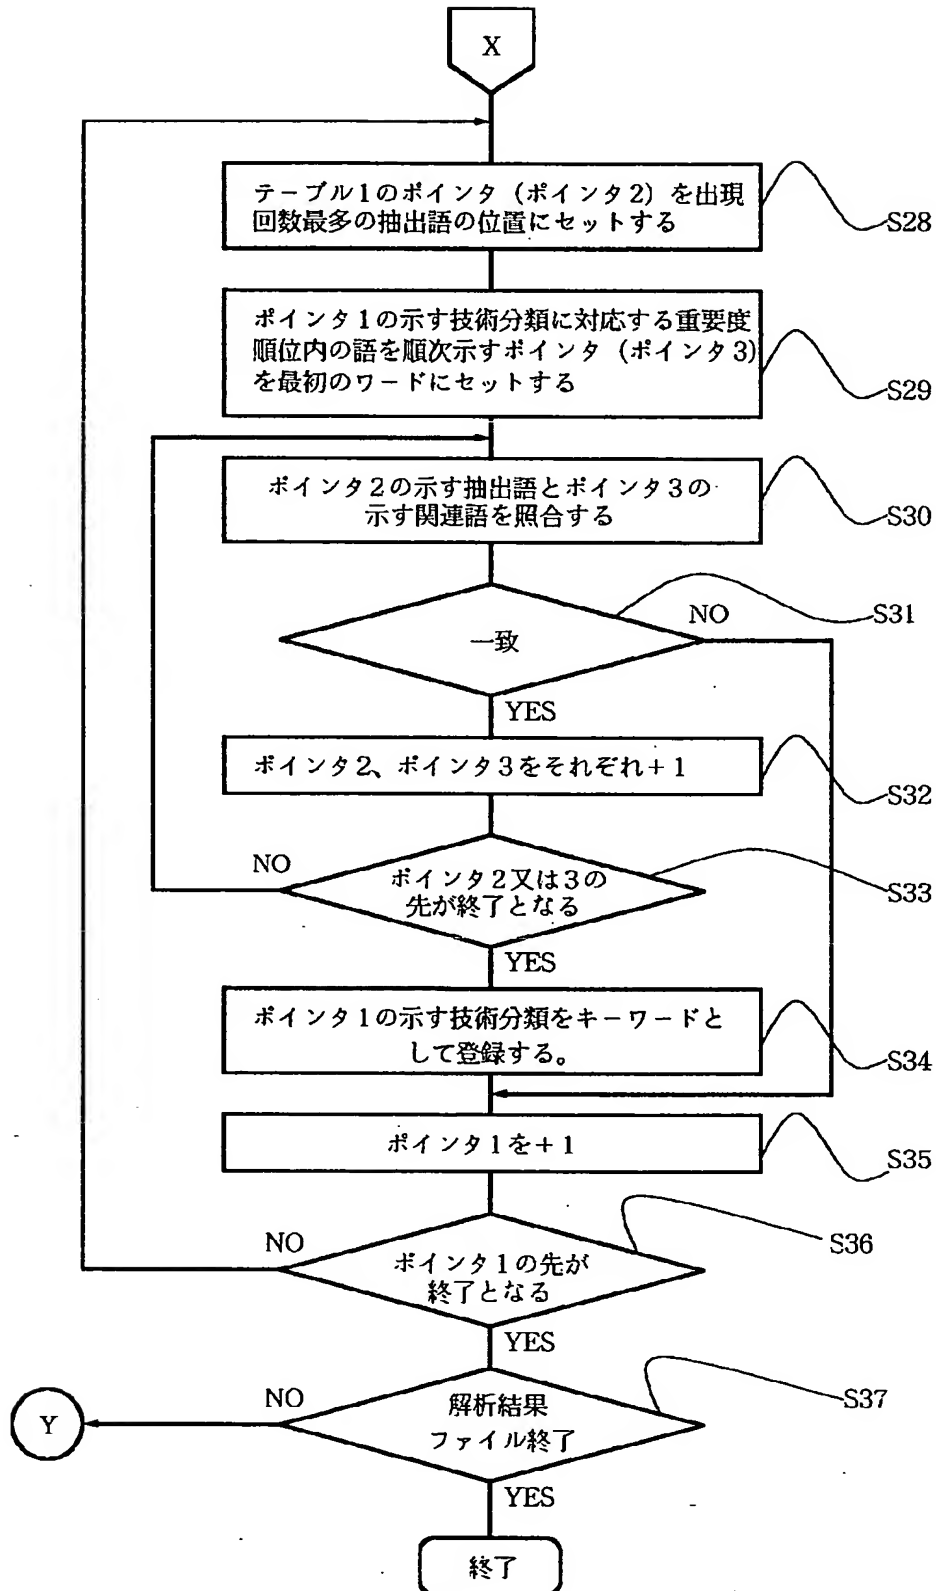 X
テーブル1のポインタ（ポインタ2）を出現
回数最多の抽出語の位置にセットする
S28
ポインタ1の示す技術分類に対応する重要度
順位内の語を順次示すポインタ（ポインタ3）
を最初のワードにセットする
S29
ポインタ2の示す抽出語とポインタ3の
示す関連語を照合する
S30
一致
NO
S31
YES
ポインタ2、ポインタ3をそれぞれ+1
S32
NO
ポインタ2又は3の
先が終了となる
S33
YES
ポインタ1の示す技術分類をキーワードと
して登録する。
S34
ポインタ1を+1
S35
NO
ポインタ1の先が
終了となる
S36
YES
Y
NO
解析結果
ファイル終了
S37
YES
終了